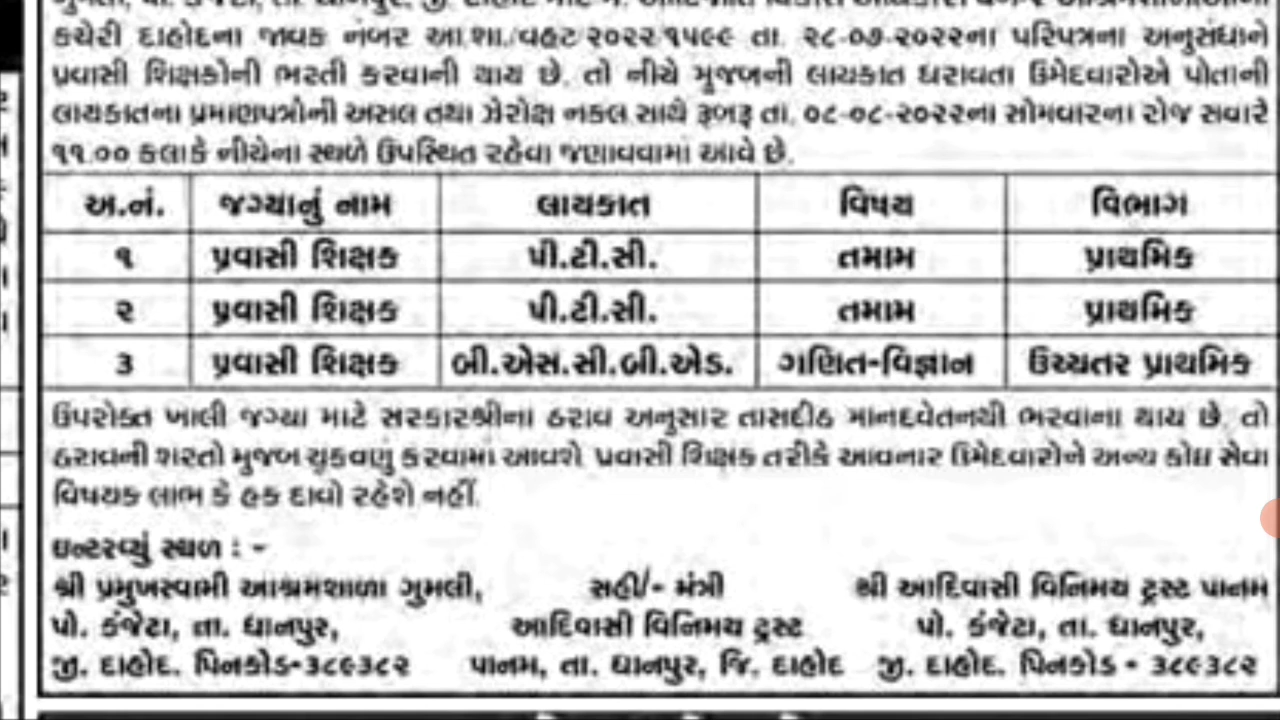 કચેરી દાહોદના જાવક નંબર આ.શા./વહટ/૨૦૨૨/૧૫૯૯ તા. ૨૮-૦૭-૨૦૨૨ના પરિપત્રના અનુસંધાને
પ્રવાસી શિક્ષકોની ભરતી કરવાની થાય છે. તો નીચે મુજબની લાયકાત ધરાવતા ઉમેદવારોએ પોતાની
લાયકાતના પ્રમાણપત્રોની અસલ તથા ઝેરોક્ષ નકલ સાથે રૂબરૂ તા. ૦૮-૦૮-૨૦૨૨ના સોમવારના રોજ સવારે
૧૧.૦૦ કલાકે નીચેના સ્થળે ઉપસ્થિત રહેવા જણાવવામાં આવે છે.
અ.નં. જગ્યાનું નામ લાયકાત વિષય વિભાગ
૧ પ્રવાસી શિક્ષક પી.ટી.સી. તમામ પ્રાથમિક
૨ પ્રવાસી શિક્ષક પી.ટી.સી. તમામ પ્રાથમિક
૩ પ્રવાસી શિક્ષક બી.એસ.સી.બી.એડ. ગણિત-વિજ્ઞાન ઉચ્ચતર પ્રાથમિક
ઉપરોક્ત ખાલી જગ્યા માટે સરકારશ્રીના ઠરાવ અનુસાર તાસદીઠ માનદવેતનથી ભરવાના થાય છે. તો
ઠરાવની શરતો મુજબ ચુકવણું કરવામાં આવશે. પ્રવાસી શિક્ષક તરીકે આવનાર ઉમેદવારોને અન્ય કોઇ સેવા
વિષયક લાભ કે હક દાવો રહેશે નહીં.
ઇન્ટરવ્યું સ્થળ : -
શ્રી પ્રમુખસ્વામી આશ્રમશાળા ગુમલી, સહી/- મંત્રી શ્રી આદિવાસી વિનિમય ટ્રસ્ટ પાનમ
પો. કંજેટા, તા. ધાનપુર, આદિવાસી વિનિમય ટ્રસ્ટ પો. કંજેટા, તા. ધાનપુર,
જી. દાહોદ. પિનકોડ-૩૮૯૩૮૨ પાનમ, તા. ધાનપુર, જિ. દાહોદ જી. દાહોદ. પિનકોડ - ૩૮૯૩૮૨